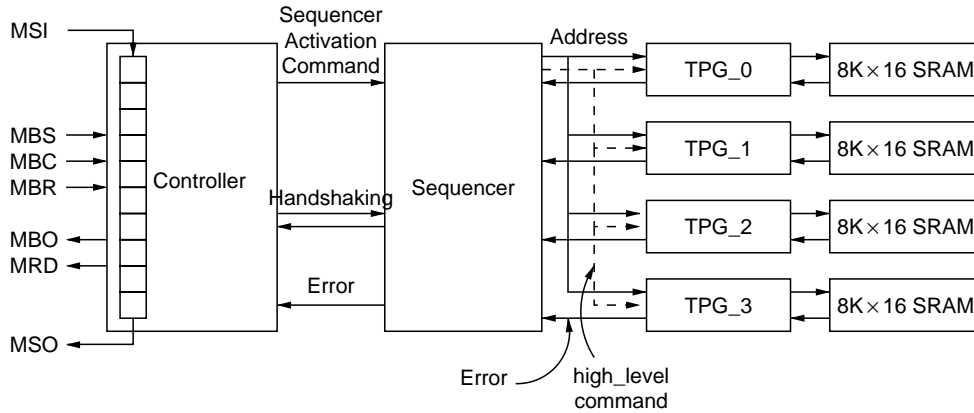 MSI
Sequencer
Activation
Command
Address
TPG_0
8K×16 SRAM
MBS
MBC
MBR
Controller
Sequencer
TPG_1
8K×16 SRAM
Handshaking
TPG_2
8K×16 SRAM
MBO
MRD
Error
TPG_3
8K×16 SRAM
MSO
Error
high_level
command